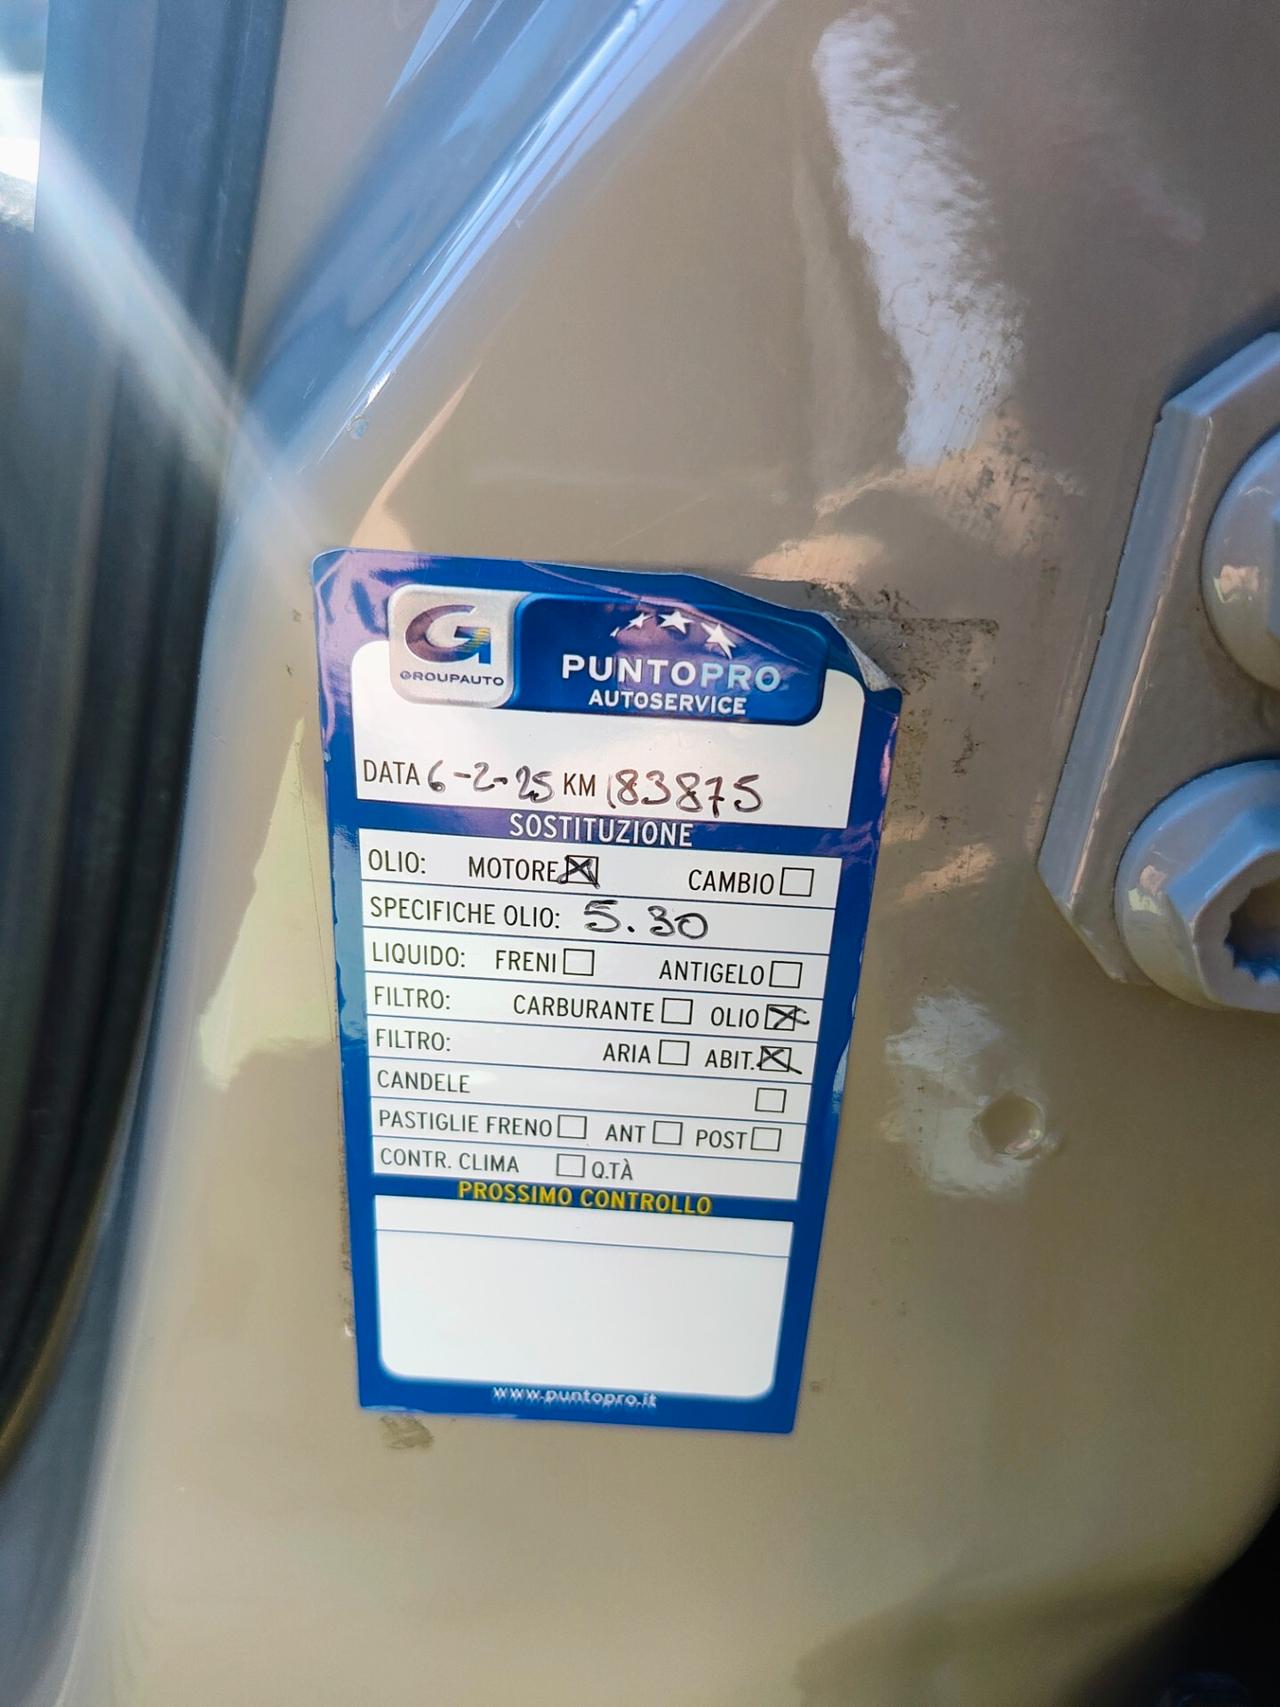 GROUPAUTO
PUNTOPRO
AUTOSERVICE
DATA 6-2-25 KM 183875
SOSTITUZIONE
OLIO: MOTORE CAMBIO
SPECIFICHE OLIO: 5.30
LIQUIDO: FRENI ANTIGELO
FILTRO: CARBURANTE OLIO
FILTRO: ARIA ABIT.
CANDELE
PASTIGLIE FRENO ANT POST
CONTR. CLIMA Q.TÀ
PROSSIMO CONTROLLO
www.puntopro.it